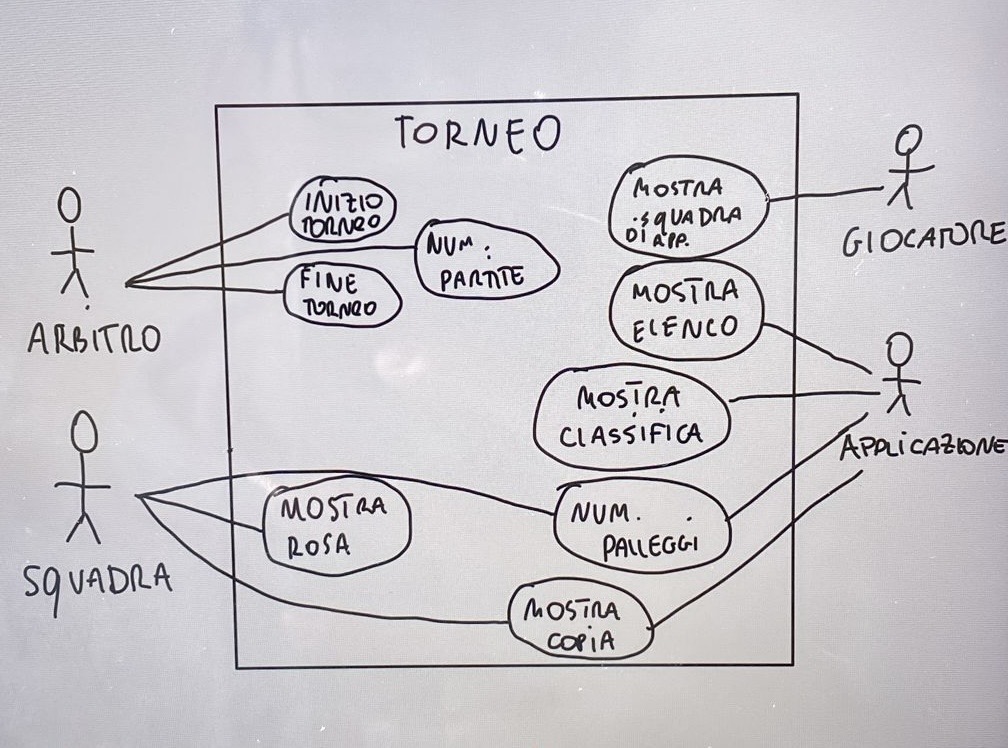 TORNEO
INIZIO
TORNEO
NUM.
PARTITE
FINE
TORNEO
ARBITRO
MOSTRA
SQUADRA
DI APP.
GIOCATORE
MOSTRA
ELENCO
MOSTRA
CLASSIFICA
APPLICAZIONE
MOSTRA
ROSA
NUM.
PALLEGGI
SQUADRA
MOSTRA
COPIA